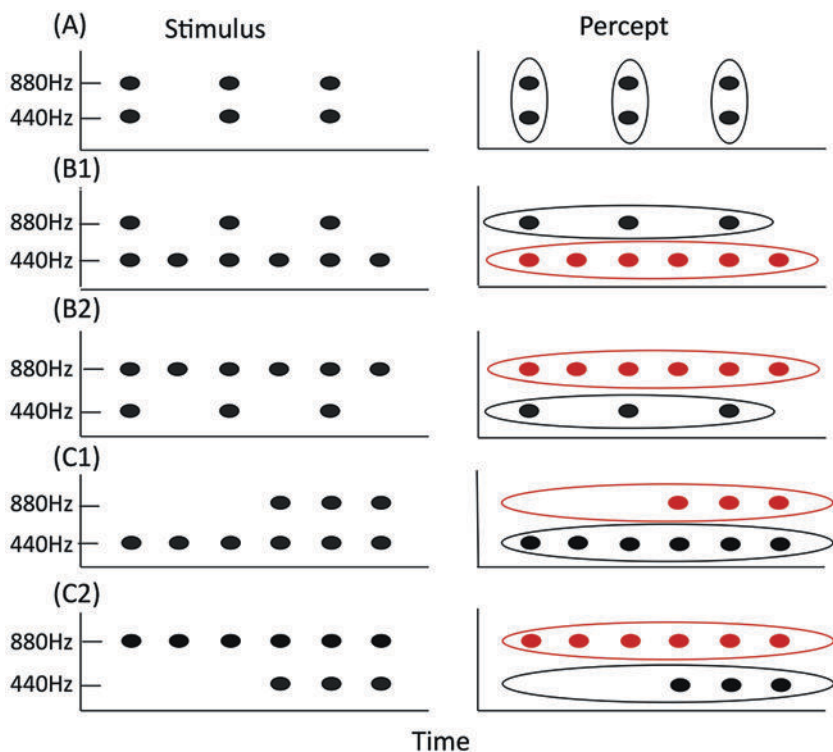 (A)
Stimulus
Percept
880Hz
440Hz
(B1)
880Hz
440Hz
(B2)
880Hz
440Hz
(C1)
880Hz
440Hz
(C2)
880Hz
440Hz
Time